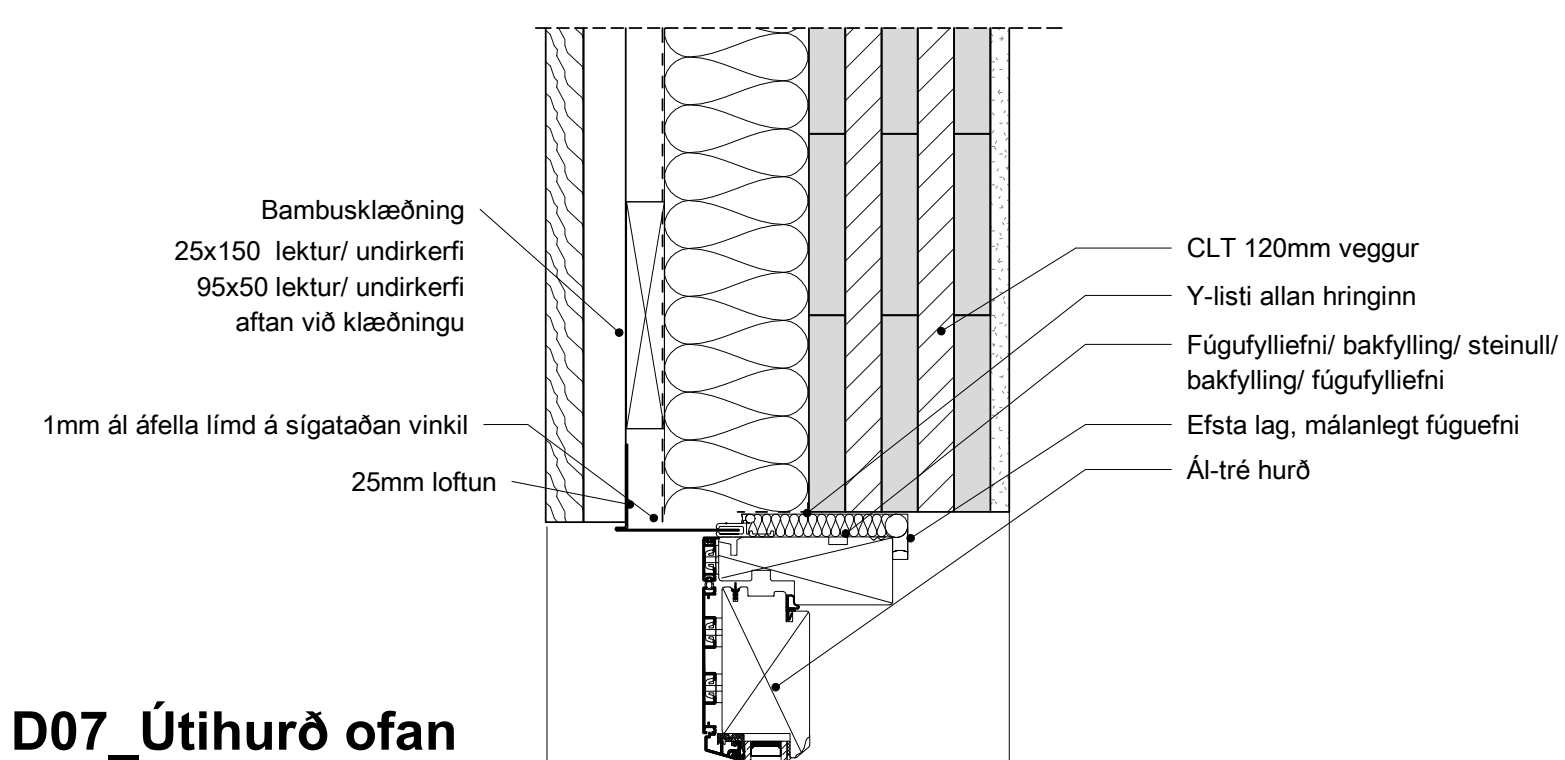 Bambusklæðning
25x150 lektur/ undirkerfi
95x50 lektur/ undirkerfi
aftan við klæðningu
1mm ál áfella límd á sígataðan vinkil
25mm loftun
CLT 120mm veggur
Y-listi allan hringinn
Fúgufylliefni/ bakfylling/ steinull/
bakfylling/ fúgufylliefni
Efsta lag, málanlegt fúguefni
Ál-tré hurð
D07_Útihurð ofan